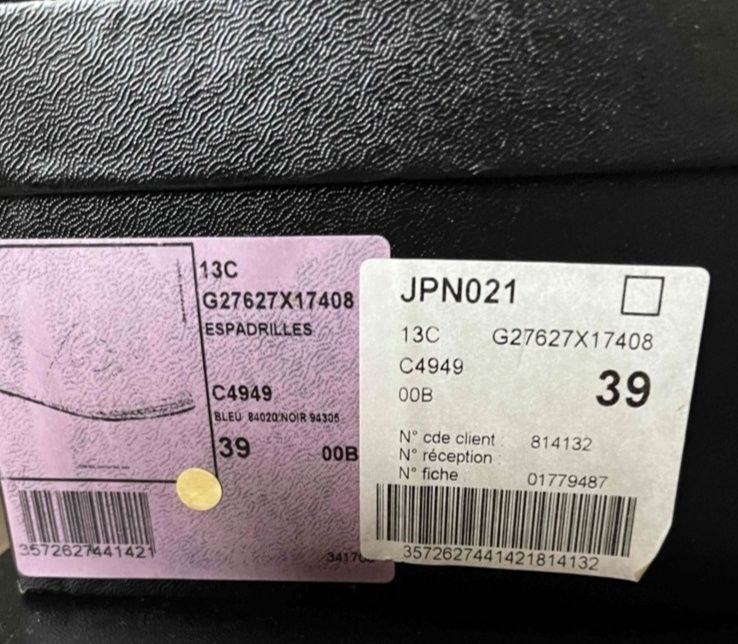 13C
G27627X17408
ESPADRILLES
C4949
BLEU 84020 NOIR 94305
39 00B
3572627441421
JPN021
13C G27627X17408
C4949
00B
39
N° cde client 814132
N° réception
N° fiche 01779487
3572627441421814132